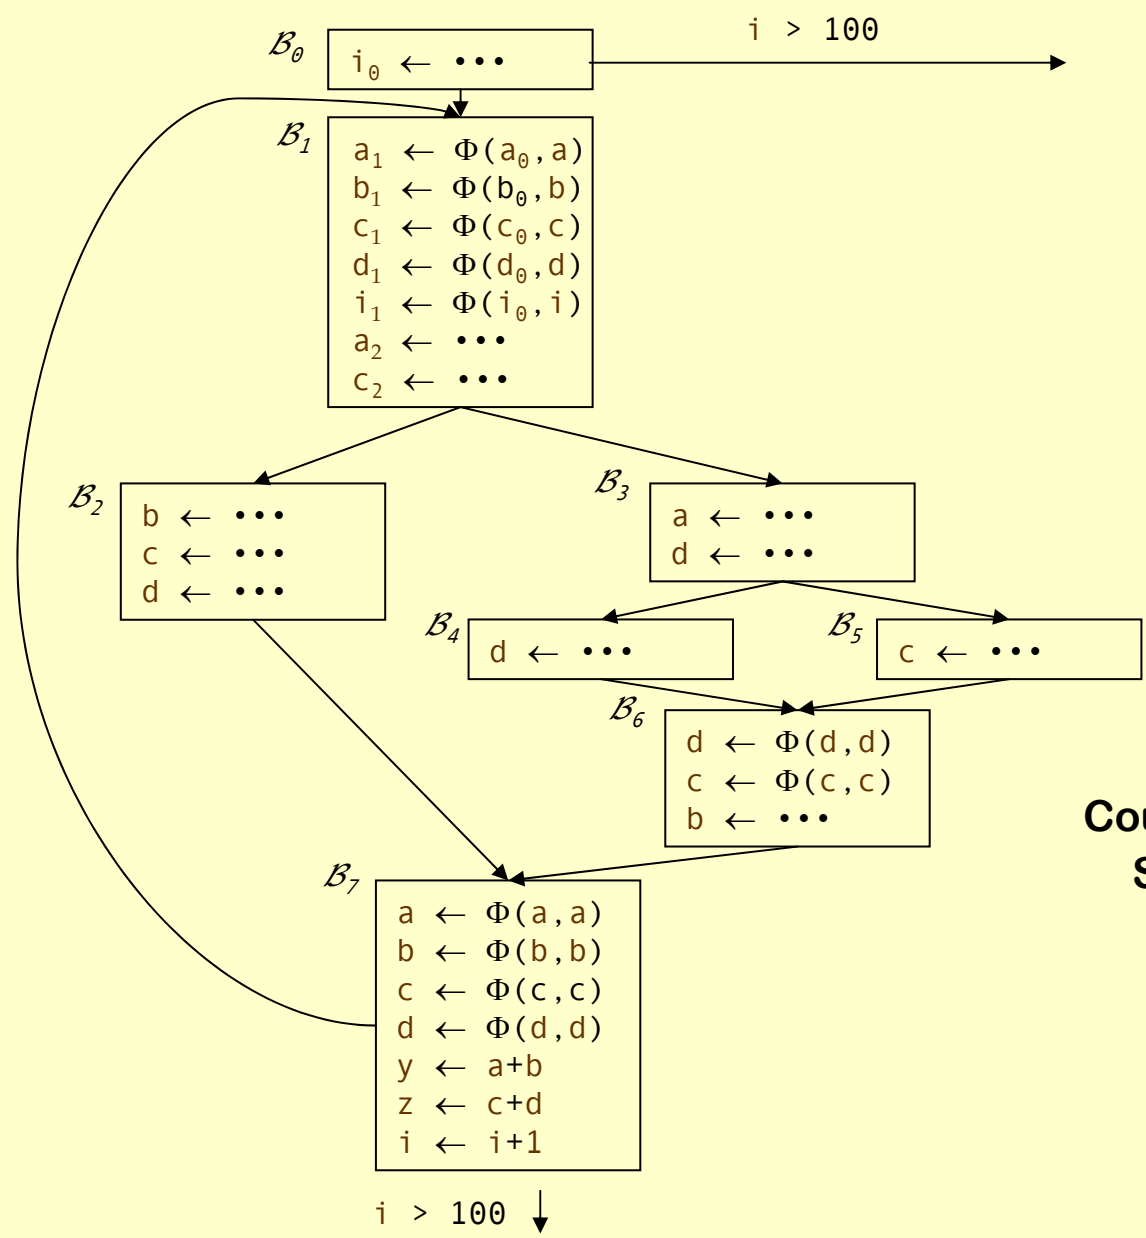 i > 100
ℬ₀
i₀ ← •••
ℬ₁
a₁ ← Φ(a₀,a)
b₁ ← Φ(b₀,b)
c₁ ← Φ(c₀,c)
d₁ ← Φ(d₀,d)
i₁ ← Φ(i₀,i)
a₂ ← •••
c₂ ← •••
ℬ₂
b ← •••
c ← •••
d ← •••
ℬ₃
a ← •••
d ← •••
ℬ₄
d ← •••
ℬ₅
c ← •••
ℬ₆
d ← Φ(d,d)
c ← Φ(c,c)
b ← •••
Cou
S
ℬ₇
a ← Φ(a,a)
b ← Φ(b,b)
c ← Φ(c,c)
d ← Φ(d,d)
y ← a+b
z ← c+d
i ← i+1
i > 100